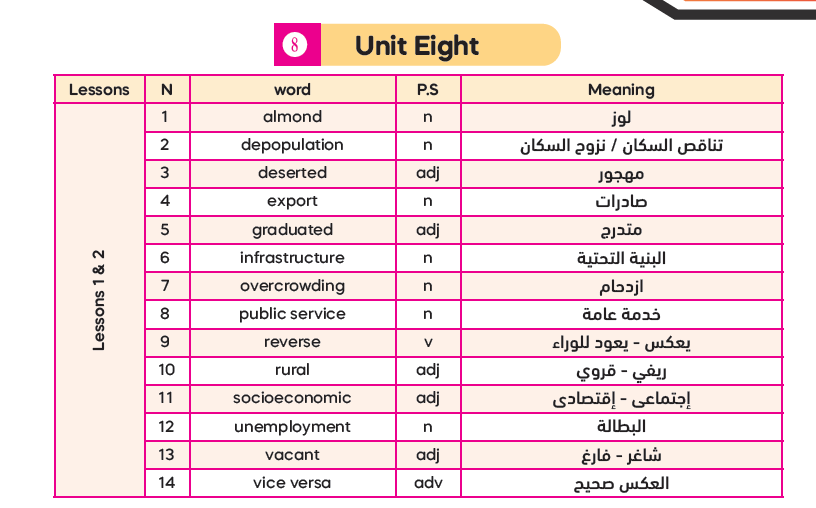 8 Unit Eight
Lessons N word P.S Meaning
Lessons 1 & 2
1 almond n لوز
2 depopulation n تناقص السكان / نزوح السكان
3 deserted adj مهجور
4 export n صادرات
5 graduated adj متدرج
6 infrastructure n البنية التحتية
7 overcrowding n ازدحام
8 public service n خدمة عامة
9 reverse v يعكس - يعود للوراء
10 rural adj ريفي - قروي
11 socioeconomic adj إجتماعى - إقتصادى
12 unemployment n البطالة
13 vacant adj شاغر - فارغ
14 vice versa adv العكس صحيح